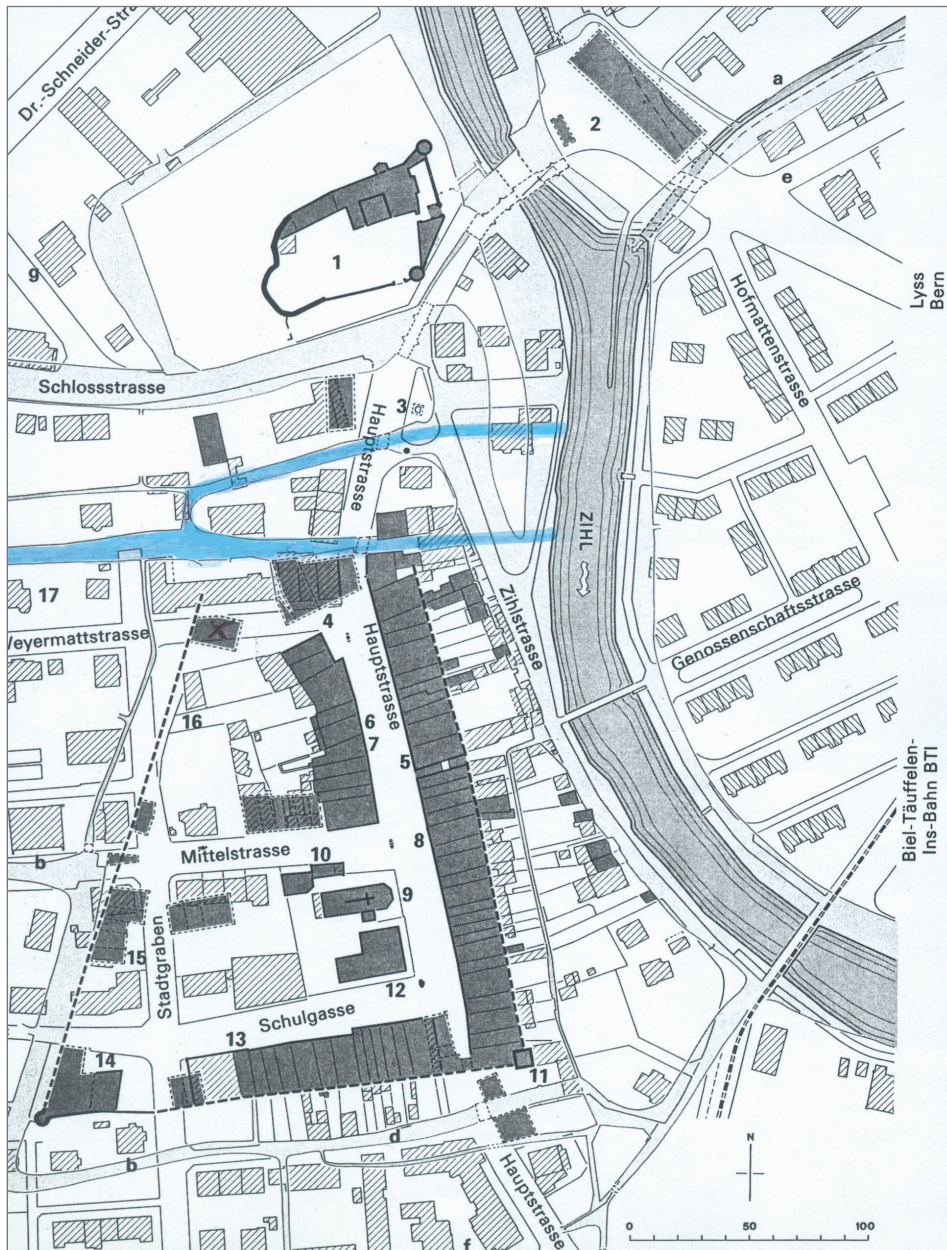 Dr.-Schneider-Stra
a
2
e
1
g
Lyss
Bern
Hofmattenstrasse
Schlossstrasse
3
Hauptstrasse
ZIHL
17
4
Weyermattstrasse
X
Hauptstrasse
Zihlstrasse
Genossenschaftsstrasse
16
6
7
5
8
Biel-Täuffelen-
Ins-Bahn BTI
Mittelstrasse
b
10
9
15
Stadtgraben
12
Schulgasse
13
14
11
d
b
Hauptstrasse
f
N
0 50 100